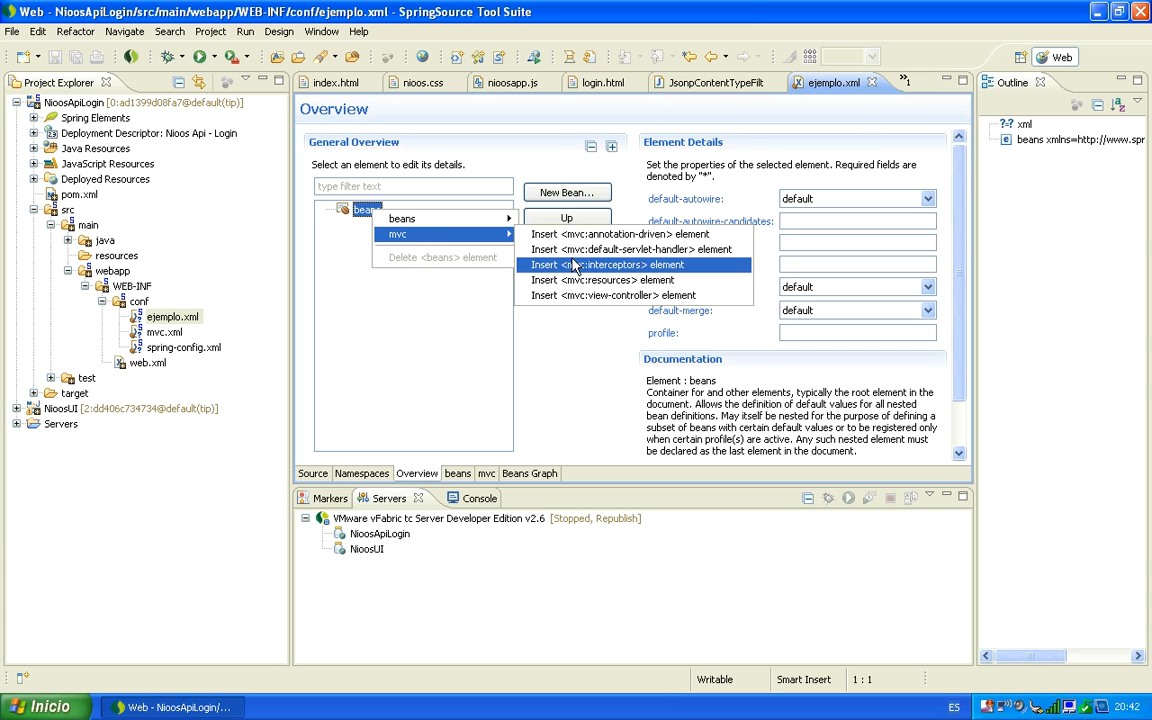 Web - NioosApiLogin/src/main/webapp/WEB-INF/conf/ejemplo.xml - SpringSource Tool Suite
File Edit Refactor Navigate Search Project Run Design Window Help
Web
Project Explorer
NioosApiLogin [0:ad1399d08fa7@default(tip)]
Spring Elements
Deployment Descriptor: Nioos Api - Login
Java Resources
JavaScript Resources
Deployed Resources
pom.xml
src
main
java
resources
webapp
WEB-INF
conf
ejemplo.xml
mvc.xml
spring-config.xml
web.xml
test
target
NioosUI [2:dd406c734734@default(tip)]
Servers
index.html nioos.css nioosapp.js login.html JsonpContentTypeFilt ejemplo.xml »1
Overview
General Overview
Select an element to edit its details.
type filter text
New Bean...
Up
beans
beans
mvc
Delete <beans> element
Insert <mvc:annotation-driven> element
Insert <mvc:default-servlet-handler> element
Insert <mvc:interceptors> element
Insert <mvc:resources> element
Insert <mvc:view-controller> element
Element Details
Set the properties of the selected element. Required fields are
denoted by "*".
default-autowire: default
default-autowire-candidates:
default
default-merge: default
profile:
Documentation
Element : beans
Container for and other elements, typically the root element in the
document. Allows the definition of default values for all nested
bean definitions. May itself be nested for the purpose of defining a
subset of beans with certain default values or to be registered only
when certain profile(s) are active. Any such nested element must
be declared as the last element in the document.
Source Namespaces Overview beans mvc Beans Graph
Markers Servers Console
VMware vFabric tc Server Developer Edition v2.6 [Stopped, Republish]
NioosApiLogin
NioosUI
Outline
xml
beans xmlns=http://www.spr
Writable Smart Insert 1 : 1
Inicio Web - NioosApiLogin/... ES 20:42